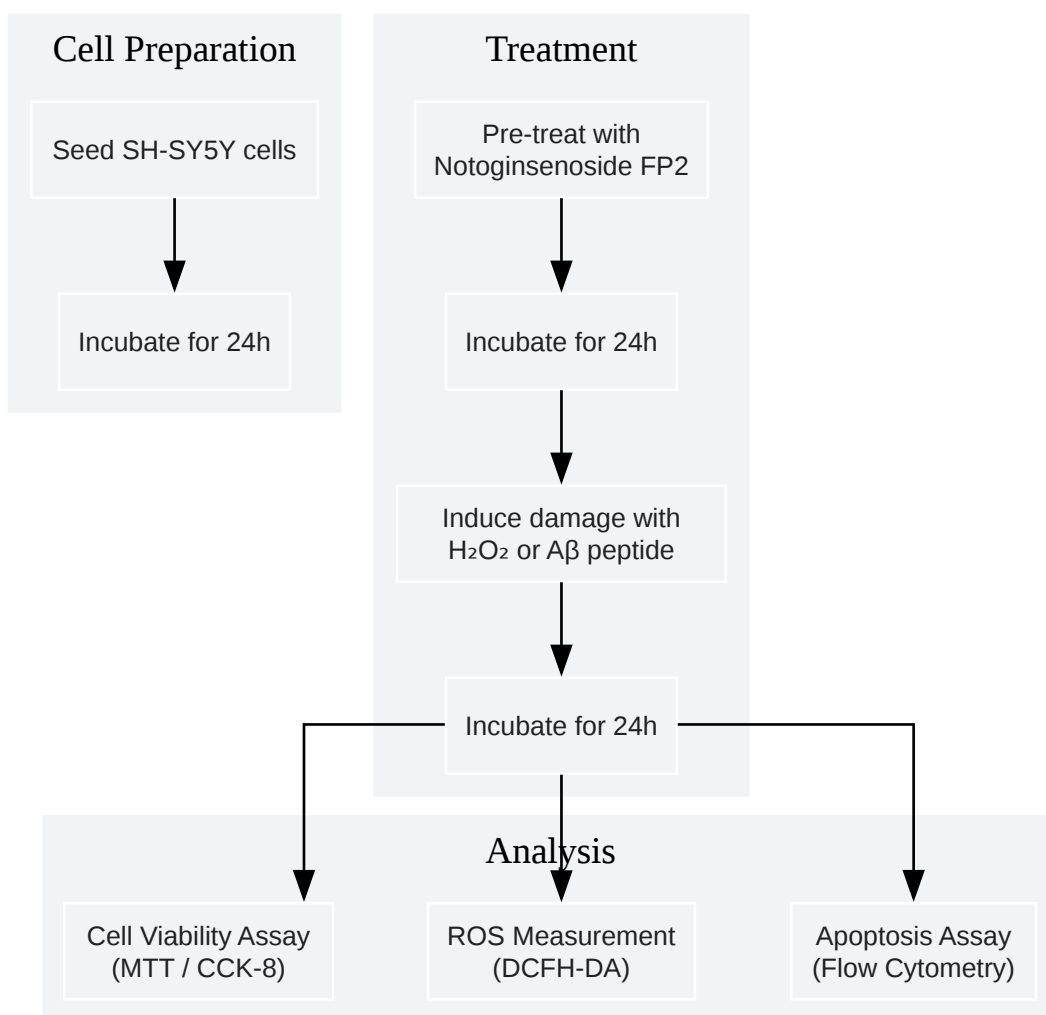 Cell Preparation
Seed SH-SY5Y cells
Incubate for 24h
Treatment
Pre-treat with
Notoginsenoside FP2
Incubate for 24h
Induce damage with
H₂O₂ or Aβ peptide
Incubate for 24h
Analysis
Cell Viability Assay
(MTT / CCK-8)
ROS Measurement
(DCFH-DA)
Apoptosis Assay
(Flow Cytometry)